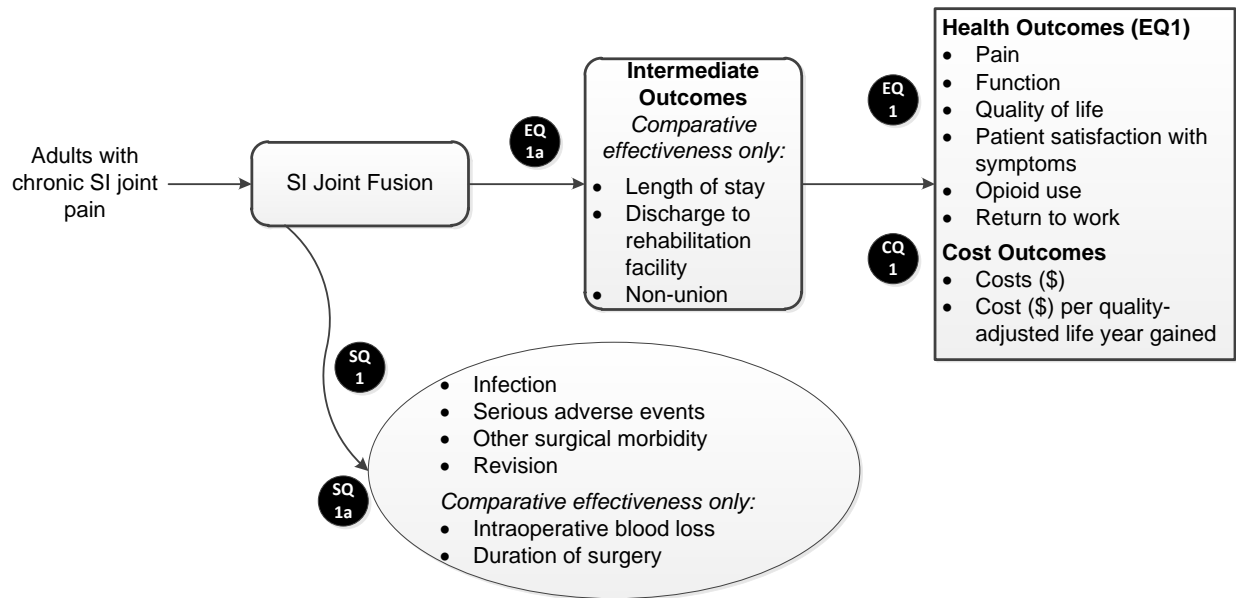 Adults with
chronic SI joint
pain
SI Joint Fusion
EQ
1a
Intermediate
Outcomes
Comparative
effectiveness only:
• Length of stay
• Discharge to
rehabilitation
facility
• Non-union
EQ
1
CQ
1
Health Outcomes (EQ1)
• Pain
• Function
• Quality of life
• Patient satisfaction with
symptoms
• Opioid use
• Return to work
Cost Outcomes
• Costs ($)
• Cost ($) per quality-
adjusted life year gained
SQ
1
SQ
1a
• Infection
• Serious adverse events
• Other surgical morbidity
• Revision
Comparative effectiveness only:
• Intraoperative blood loss
• Duration of surgery